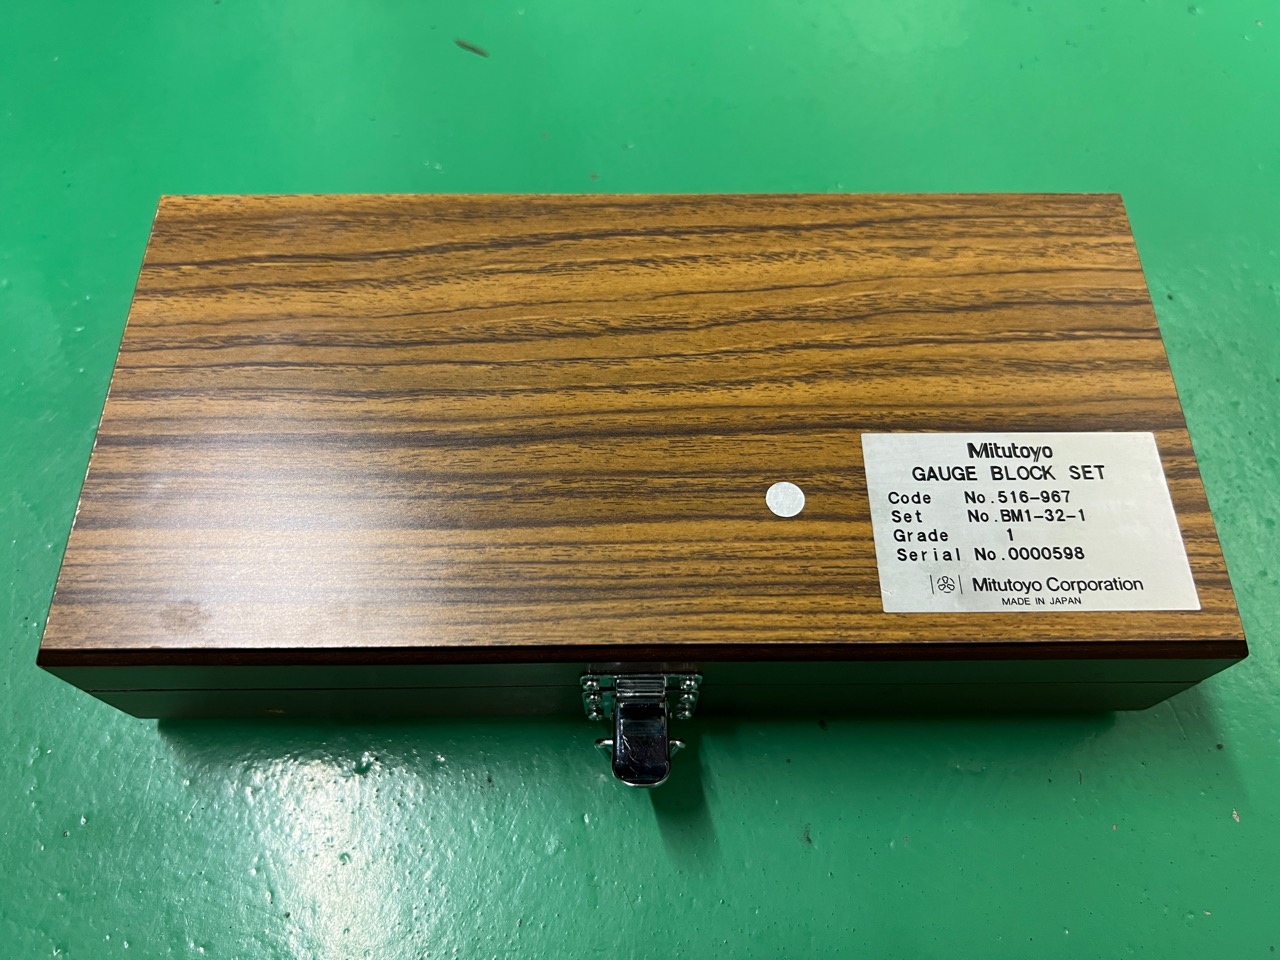 Mitutoyo
GAUGE BLOCK SET
Code No.516-967
Set No.BM1-32-1
Grade 1
Serial No.0000598
Mitutoyo Corporation
MADE IN JAPAN